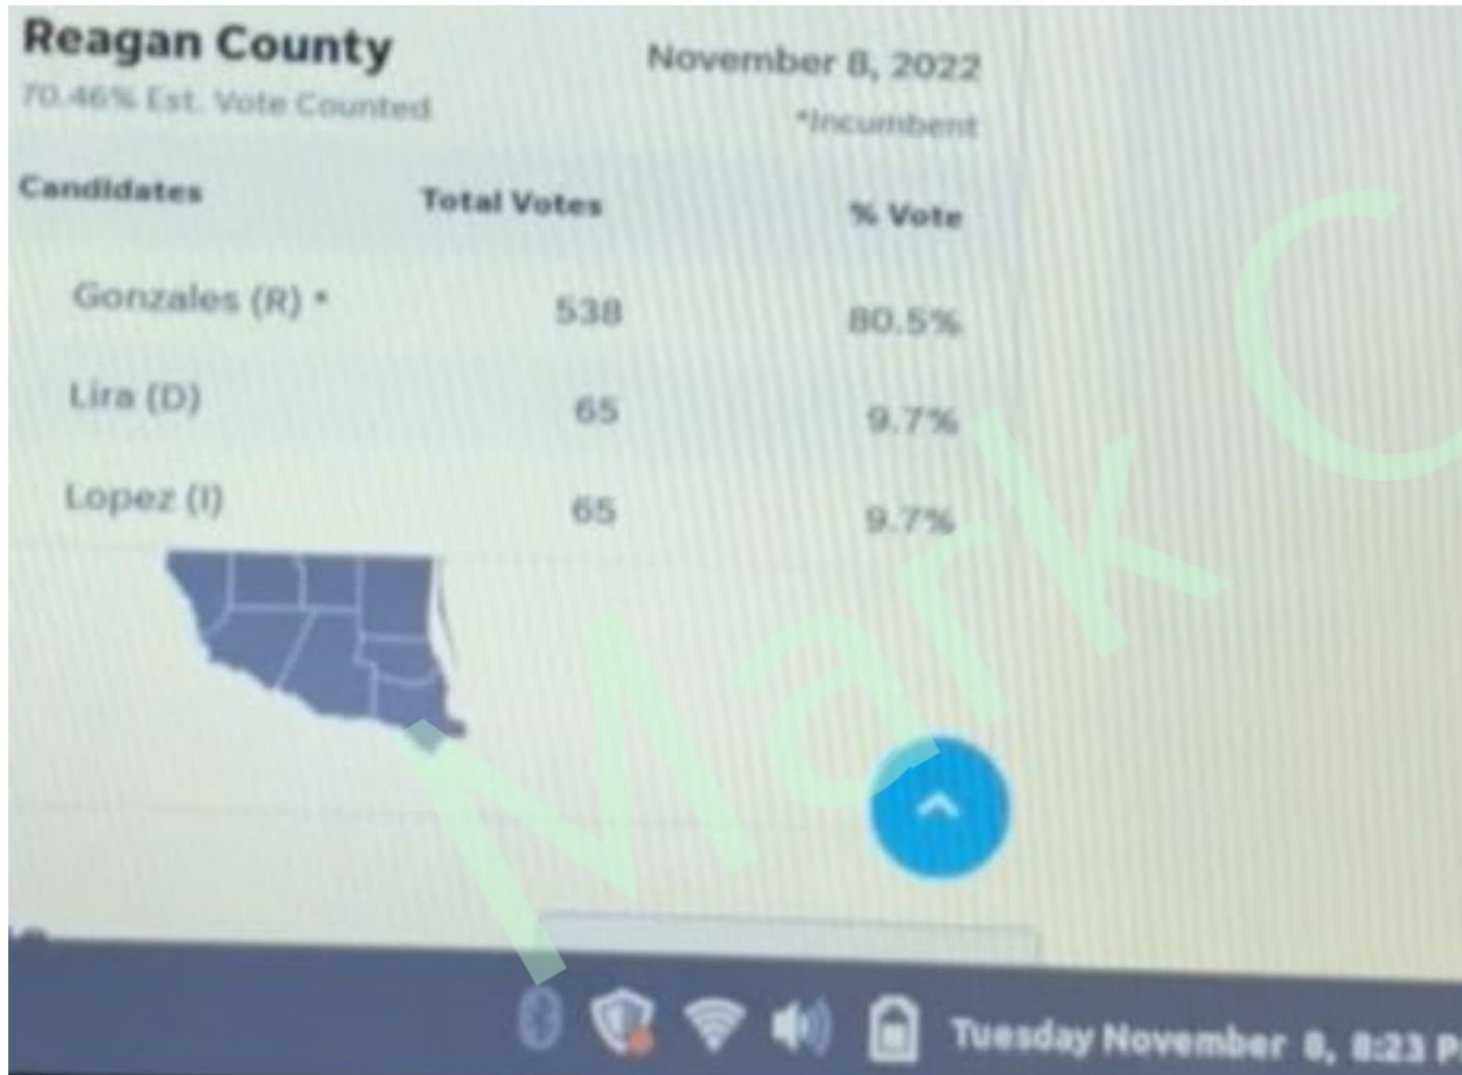 Reagan County
November 8, 2022
70.46% Est. Vote Counted
*Incumbent
Candidates Total Votes % Vote
Gonzales (R) * 538 80.5%
Lira (D) 65 9.7%
Lopez (I) 65 9.7%
Mark C
Tuesday November 8, 8:23 P